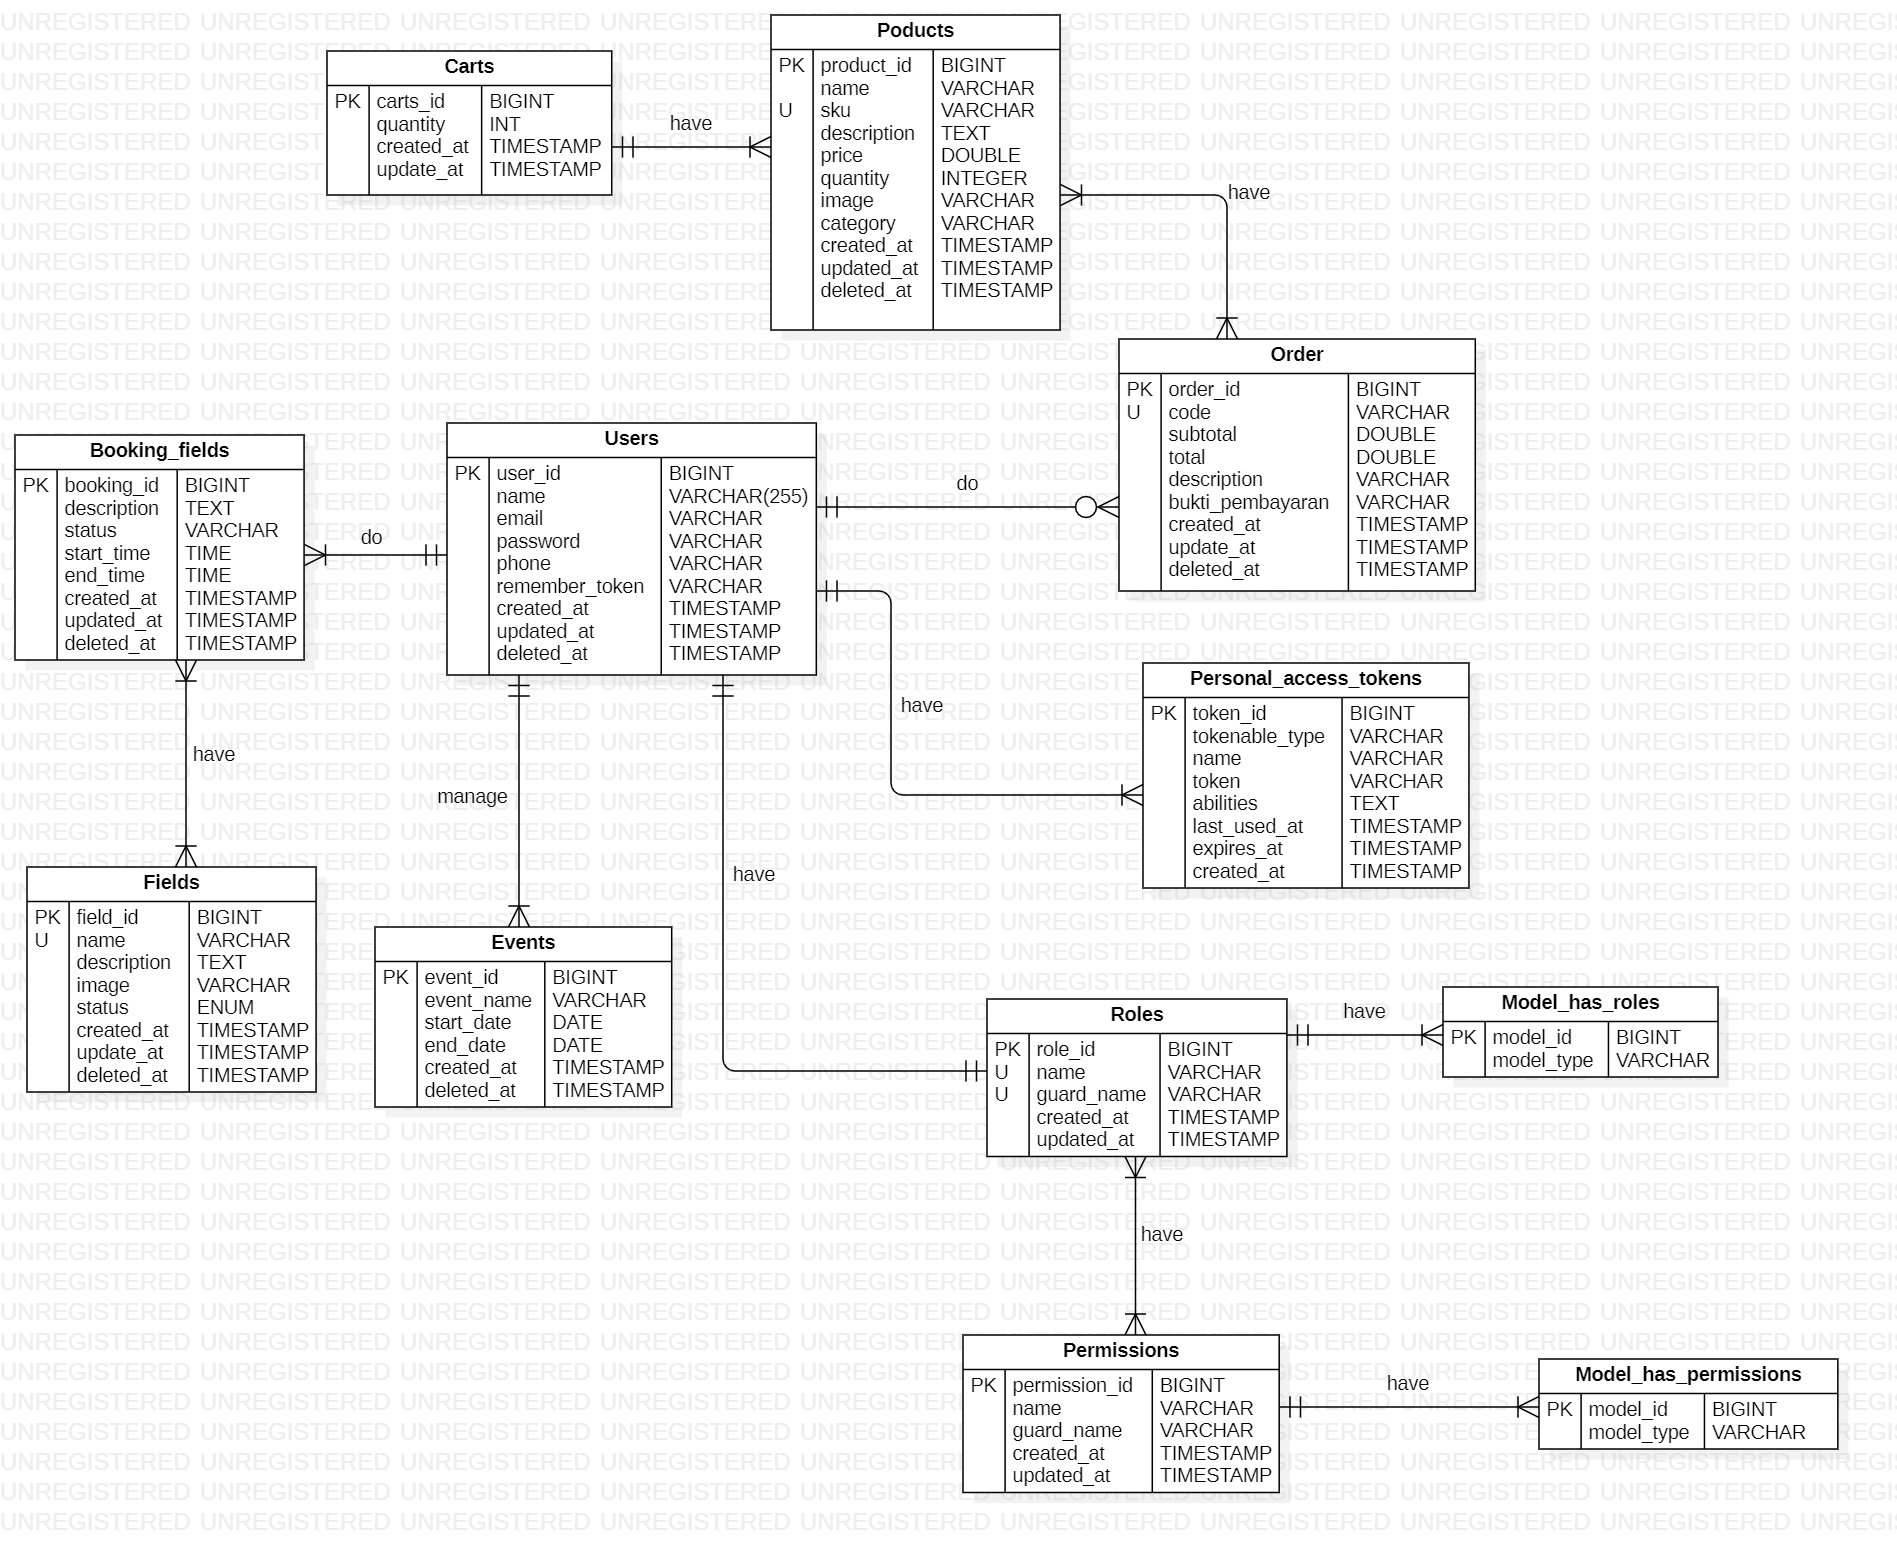 Poducts
PK product_id BIGINT
name VARCHAR
U sku VARCHAR
description TEXT
price DOUBLE
quantity INTEGER
image VARCHAR
category VARCHAR
created_at TIMESTAMP
updated_at TIMESTAMP
deleted_at TIMESTAMP
Carts
PK carts_id BIGINT
quantity INT
created_at TIMESTAMP
update_at TIMESTAMP
have
have
Order
PK order_id BIGINT
U code VARCHAR
subtotal DOUBLE
total DOUBLE
description VARCHAR
bukti_pembayaran VARCHAR
created_at TIMESTAMP
update_at TIMESTAMP
deleted_at TIMESTAMP
Booking_fields
PK booking_id BIGINT
description TEXT
status VARCHAR
start_time TIME
end_time TIME
created_at TIMESTAMP
updated_at TIMESTAMP
deleted_at TIMESTAMP
do
Users
PK user_id BIGINT
name VARCHAR(255)
email VARCHAR
password VARCHAR
phone VARCHAR
remember_token VARCHAR
created_at TIMESTAMP
updated_at TIMESTAMP
deleted_at TIMESTAMP
do
have
Personal_access_tokens
PK token_id BIGINT
tokenable_type VARCHAR
name VARCHAR
token VARCHAR
abilities TEXT
last_used_at TIMESTAMP
expires_at TIMESTAMP
created_at TIMESTAMP
have
manage
have
Fields
PK field_id BIGINT
U name VARCHAR
description TEXT
image VARCHAR
status ENUM
created_at TIMESTAMP
update_at TIMESTAMP
deleted_at TIMESTAMP
Events
PK event_id BIGINT
event_name VARCHAR
start_date DATE
end_date DATE
created_at TIMESTAMP
deleted_at TIMESTAMP
Roles
PK role_id BIGINT
U name VARCHAR
U guard_name VARCHAR
created_at TIMESTAMP
updated_at TIMESTAMP
have
Model_has_roles
PK model_id BIGINT
model_type VARCHAR
have
Permissions
PK permission_id BIGINT
name VARCHAR
guard_name VARCHAR
created_at TIMESTAMP
updated_at TIMESTAMP
have
Model_has_permissions
PK model_id BIGINT
model_type VARCHAR
UNREGISTERED